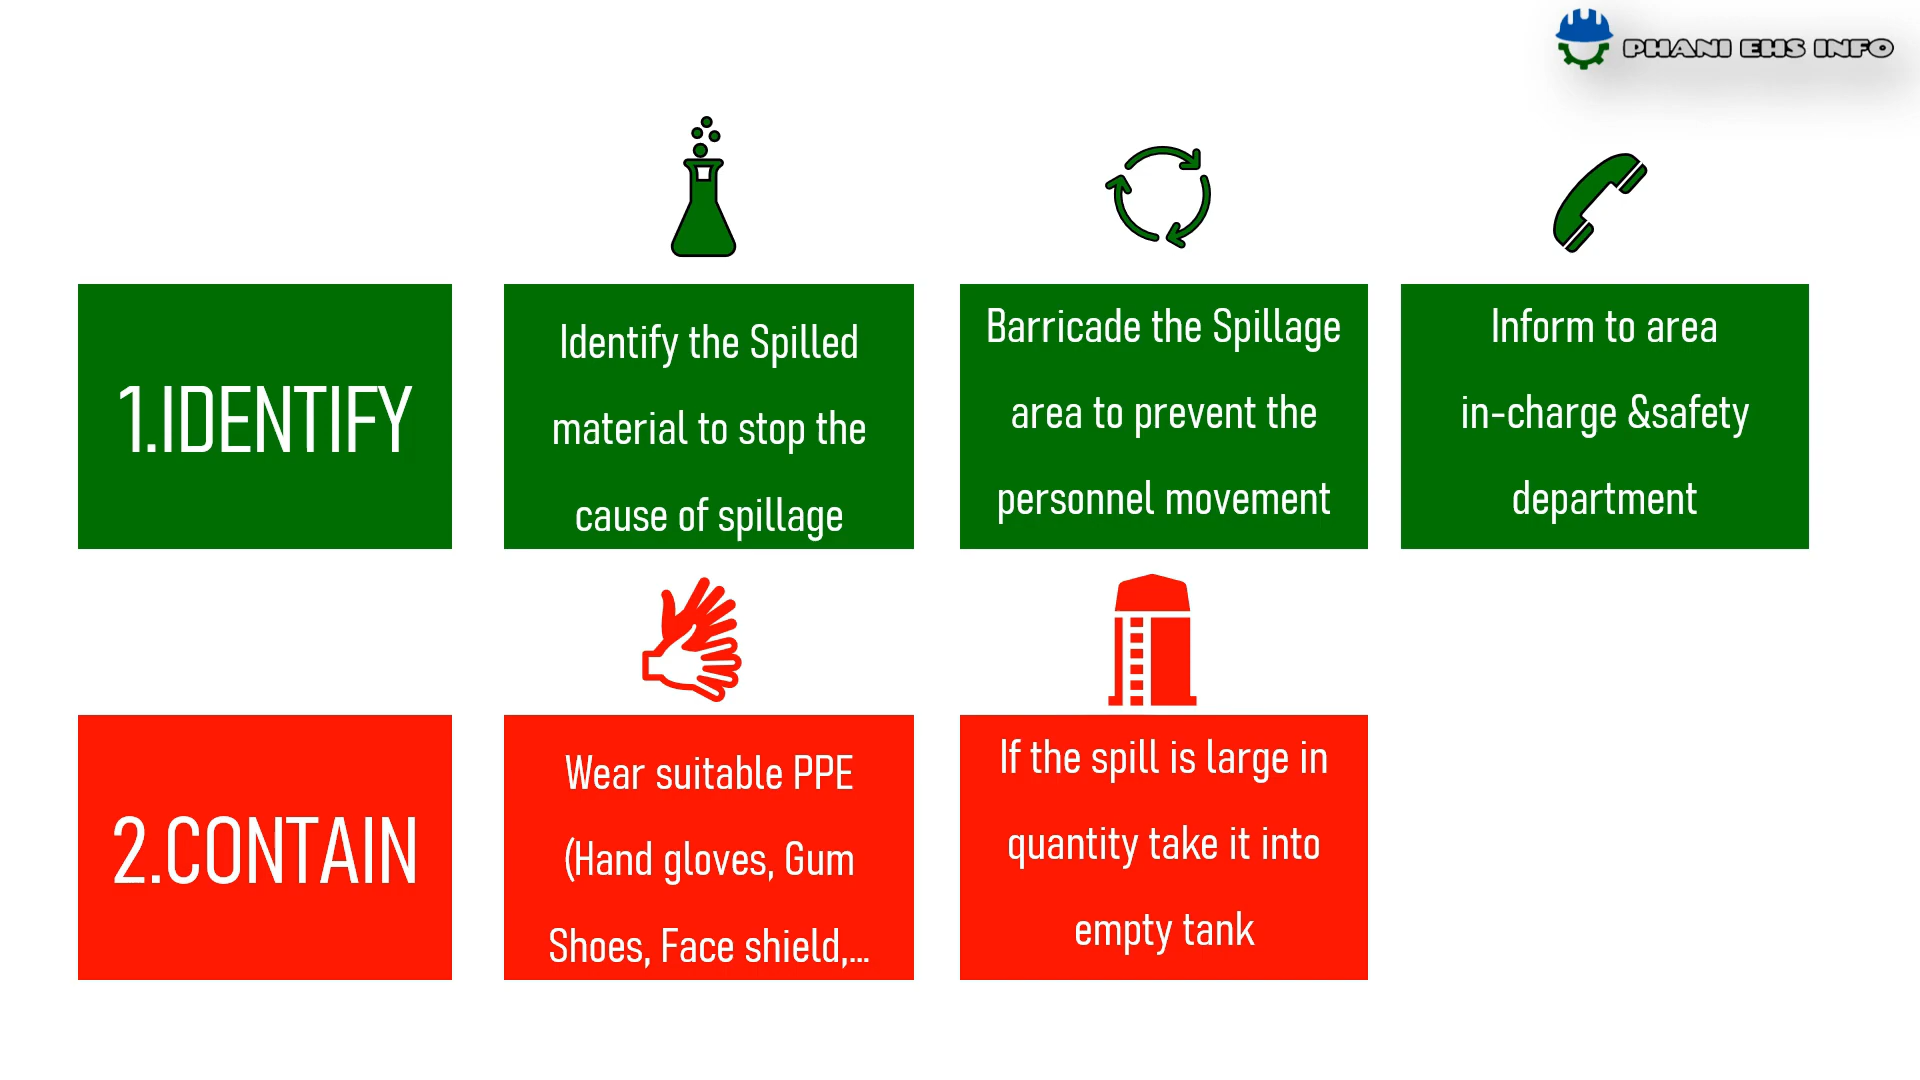 PHANI EHS INFO
1.IDENTIFY
Identify the Spilled
material to stop the
cause of spillage
Barricade the Spillage
area to prevent the
personnel movement
Inform to area
in-charge &safety
department
2.CONTAIN
Wear suitable PPE
(Hand gloves, Gum
Shoes, Face shield,...
If the spill is large in
quantity take it into
empty tank